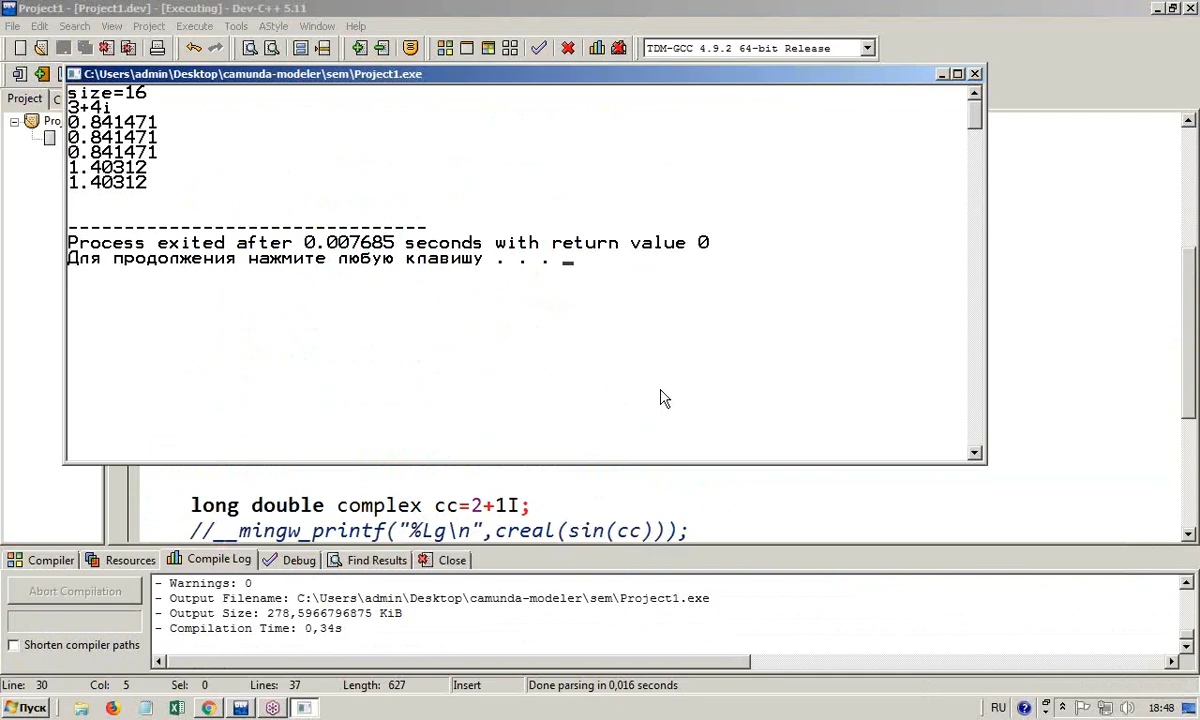 Project1 - [Project1.dev] - [Executing] - Dev-C++ 5.11
File Edit Search View Project Execute Tools AStyle Window Help
TDM-GCC 4.9.2 64-bit Release
C:\Users\admin\Desktop\camunda-modeler\sem\Project1.exe
Project
size=16
3+4i
0.841471
0.841471
0.841471
1.40312
1.40312
--------------------------------
Process exited after 0.007685 seconds with return value 0
Для продолжения нажмите любую клавишу . . .
long double complex cc=2+1I;
//__mingw_printf("%Lg\n",creal(sin(cc)));
Compiler Resources Compile Log Debug Find Results Close
Abort Compilation
Shorten compiler paths
- Warnings: 0
- Output Filename: C:\Users\admin\Desktop\camunda-modeler\sem\Project1.exe
- Output Size: 278,5966796875 KiB
- Compilation Time: 0,34s
Line: 30 Col: 5 Sel: 0 Lines: 37 Length: 627 Insert Done parsing in 0,016 seconds
Пуск RU 18:48